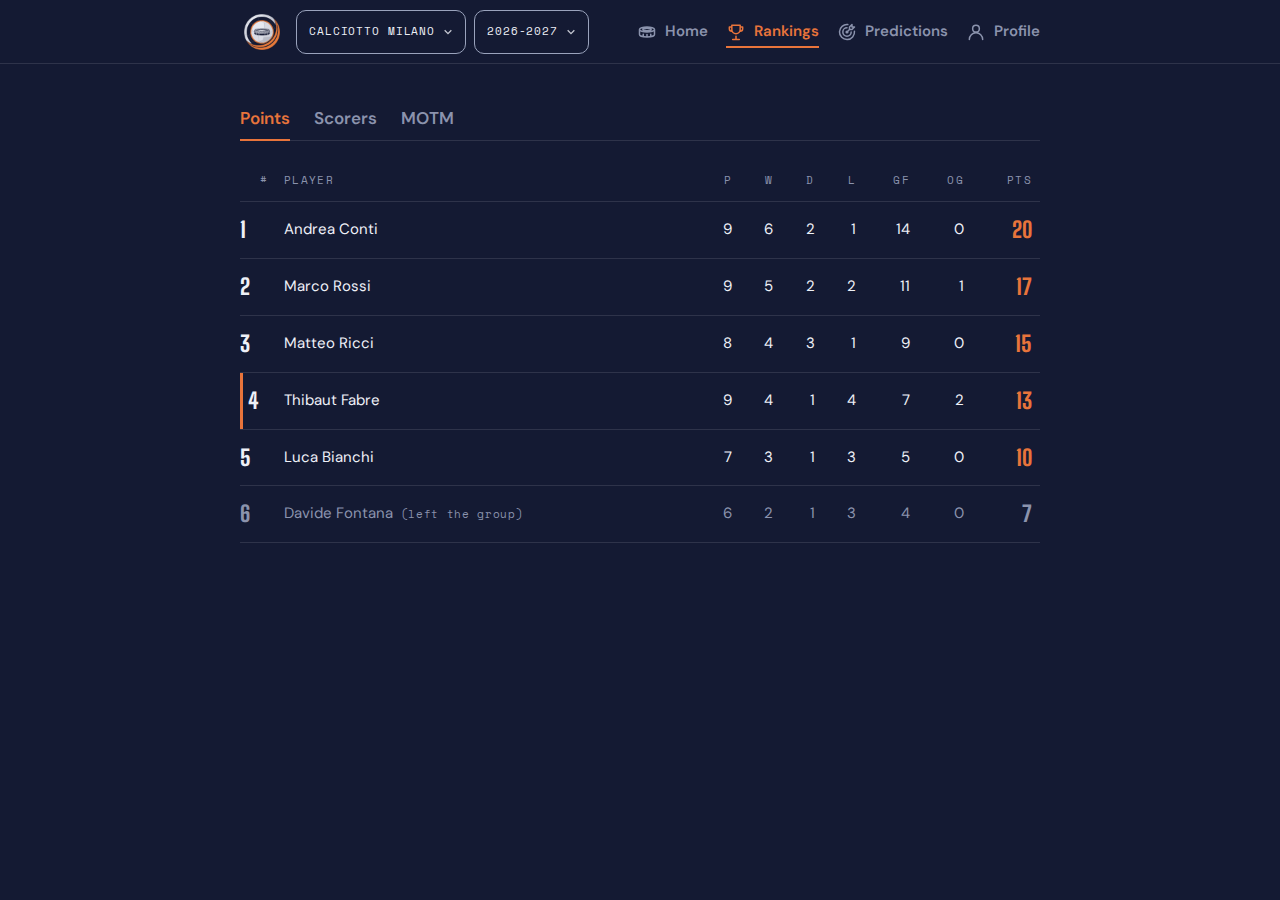 CALCIOTTO MILANO 2026-2027 Home Rankings Predictions Profile
Points Scorers MOTM
# PLAYER P W D L GF OG PTS
1 Andrea Conti 9 6 2 1 14 0 20
2 Marco Rossi 9 5 2 2 11 1 17
3 Matteo Ricci 8 4 3 1 9 0 15
4 Thibaut Fabre 9 4 1 4 7 2 13
5 Luca Bianchi 7 3 1 3 5 0 10
6 Davide Fontana (left the group) 6 2 1 3 4 0 7